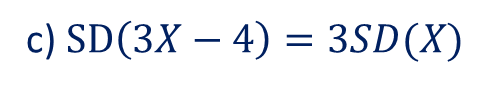 c) SD(3X − 4) = 3SD(X)